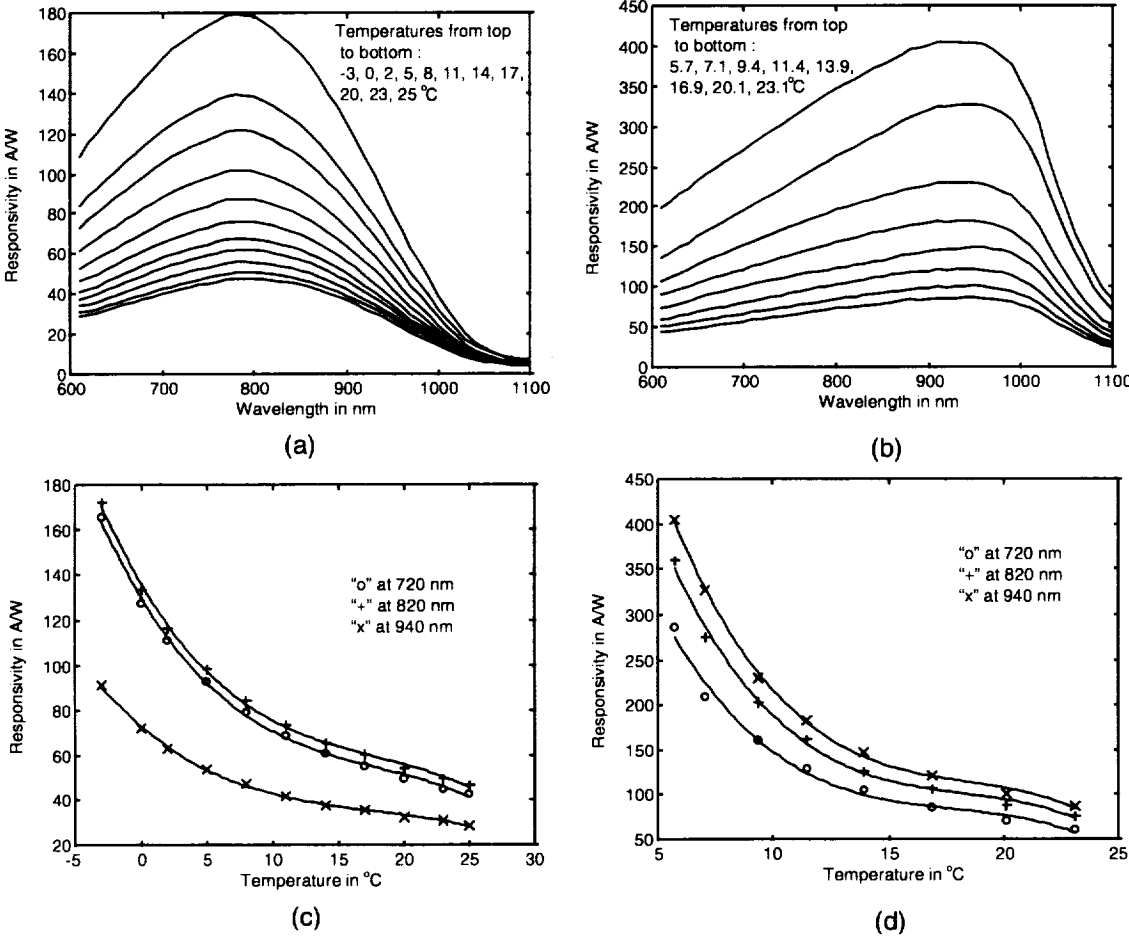 180
160
140
120
100
80
60
40
20
0
Responsivity in A/W
Temperatures from top
to bottom :
-3, 0, 2, 5, 8, 11, 14, 17,
20, 23, 25 °C
600 700 800 900 1000 1100
Wavelength in nm
(a)
450
400
350
300
250
200
150
100
50
0
Responsivity in A/W
Temperatures from top
to bottom :
5.7, 7.1, 9.4, 11.4, 13.9,
16.9, 20.1, 23.1°C
600 700 800 900 1000 1100
Wavelength in nm
(b)
180
160
140
120
100
80
60
40
20
Responsivity in A/W
"o" at 720 nm
"+" at 820 nm
"x" at 940 nm
-5 0 5 10 15 20 25 30
Temperature in °C
(c)
450
400
350
300
250
200
150
100
50
Responsivity in A/W
"o" at 720 nm
"+" at 820 nm
"x" at 940 nm
5 10 15 20 25
Temperature in °C
(d)